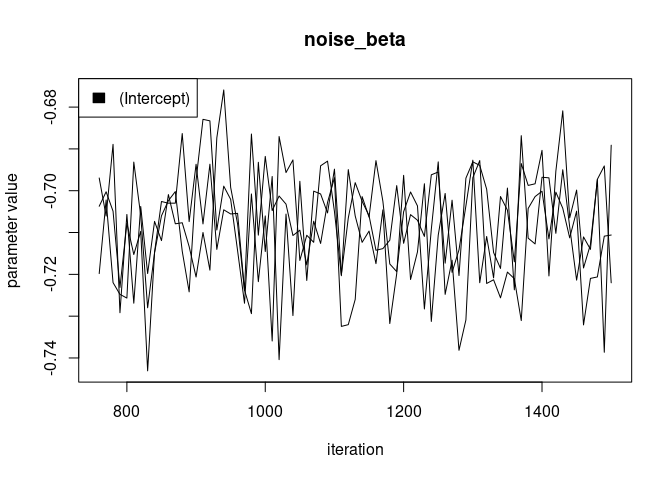 noise_beta
(Intercept)
-0.68
-0.70
-0.72
-0.74
parameter value
800 1000 1200 1400
iteration